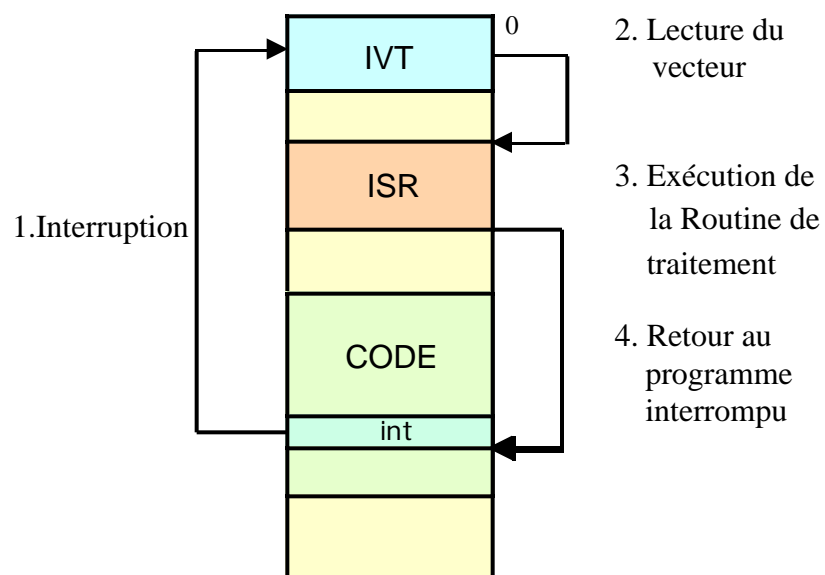 IVT
0
2. Lecture du
vecteur
ISR
3. Exécution de
la Routine de
traitement
1.Interruption
CODE
4. Retour au
programme
interrompu
int